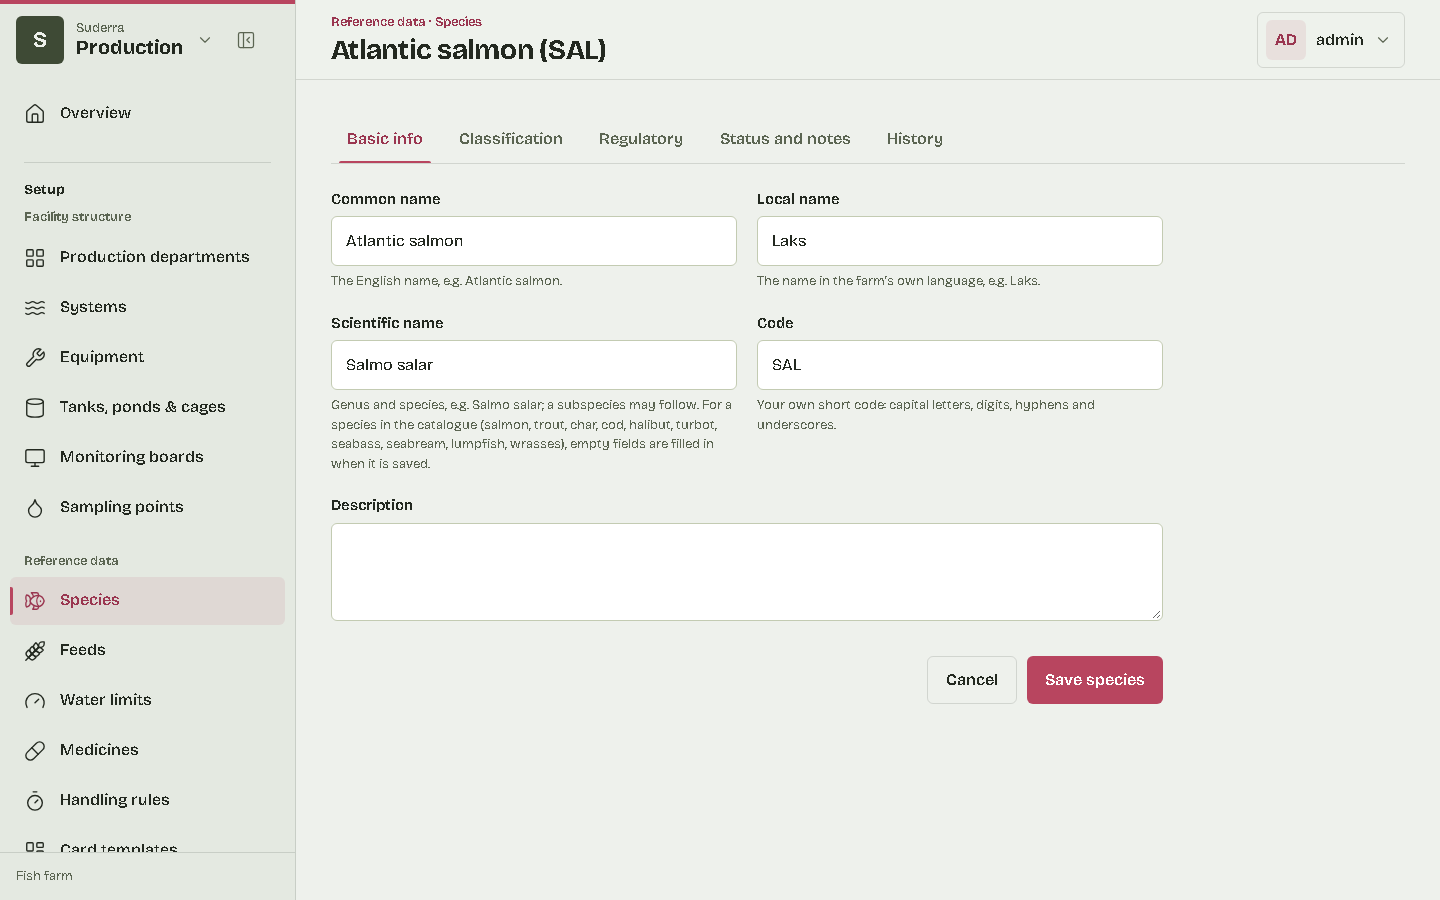 S
Suderra
Production
Overview
Setup
Facility structure
Production departments
Systems
Equipment
Tanks, ponds & cages
Monitoring boards
Sampling points
Reference data
Species
Feeds
Water limits
Medicines
Handling rules
Card templates
Fish farm
Reference data · Species
Atlantic salmon (SAL)
AD admin
Basic info Classification Regulatory Status and notes History
Common name
Atlantic salmon
The English name, e.g. Atlantic salmon.
Local name
Laks
The name in the farm's own language, e.g. Laks.
Scientific name
Salmo salar
Genus and species, e.g. Salmo salar; a subspecies may follow. For a
species in the catalogue (salmon, trout, char, cod, halibut, turbot,
seabass, seabream, lumpfish, wrasses), empty fields are filled in
when it is saved.
Code
SAL
Your own short code: capital letters, digits, hyphens and
underscores.
Description
Cancel
Save species